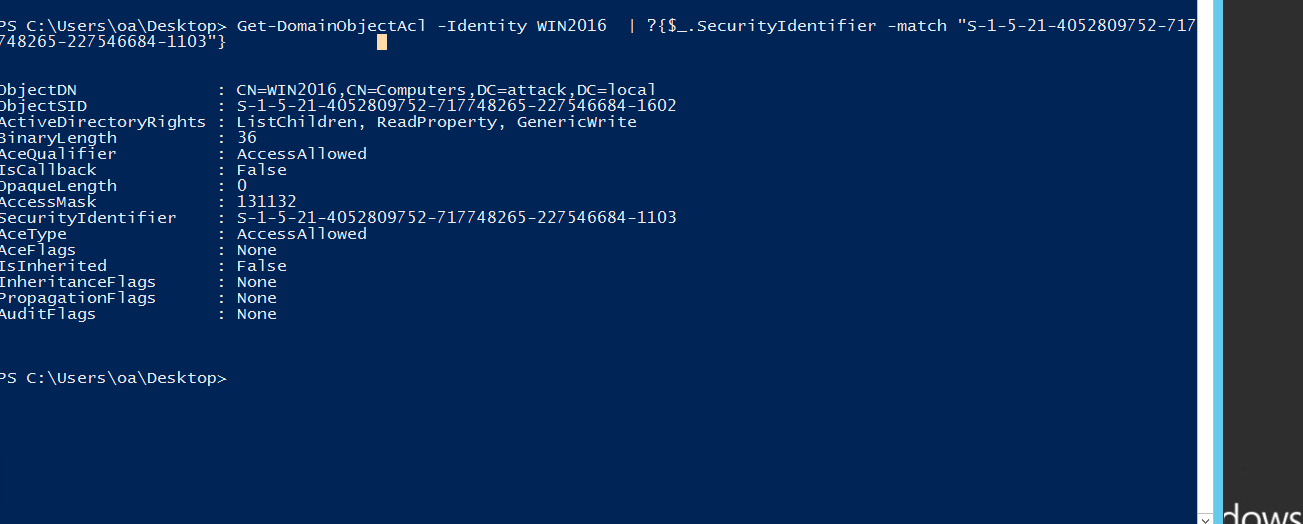 PS C:\Users\oa\Desktop> Get-DomainObjectAcl -Identity WIN2016  | ?{$_.SecurityIdentifier -match "S-1-5-21-4052809752-717
748265-227546684-1103"}
ObjectDN              : CN=WIN2016,CN=Computers,DC=attack,DC=local
ObjectSID             : S-1-5-21-4052809752-717748265-227546684-1602
ActiveDirectoryRights : ListChildren, ReadProperty, GenericWrite
BinaryLength          : 36
AceQualifier          : AccessAllowed
IsCallback            : False
OpaqueLength          : 0
AccessMask            : 131132
SecurityIdentifier    : S-1-5-21-4052809752-717748265-227546684-1103
AceType               : AccessAllowed
AceFlags              : None
IsInherited           : False
InheritanceFlags      : None
PropagationFlags      : None
AuditFlags            : None
PS C:\Users\oa\Desktop>
dows